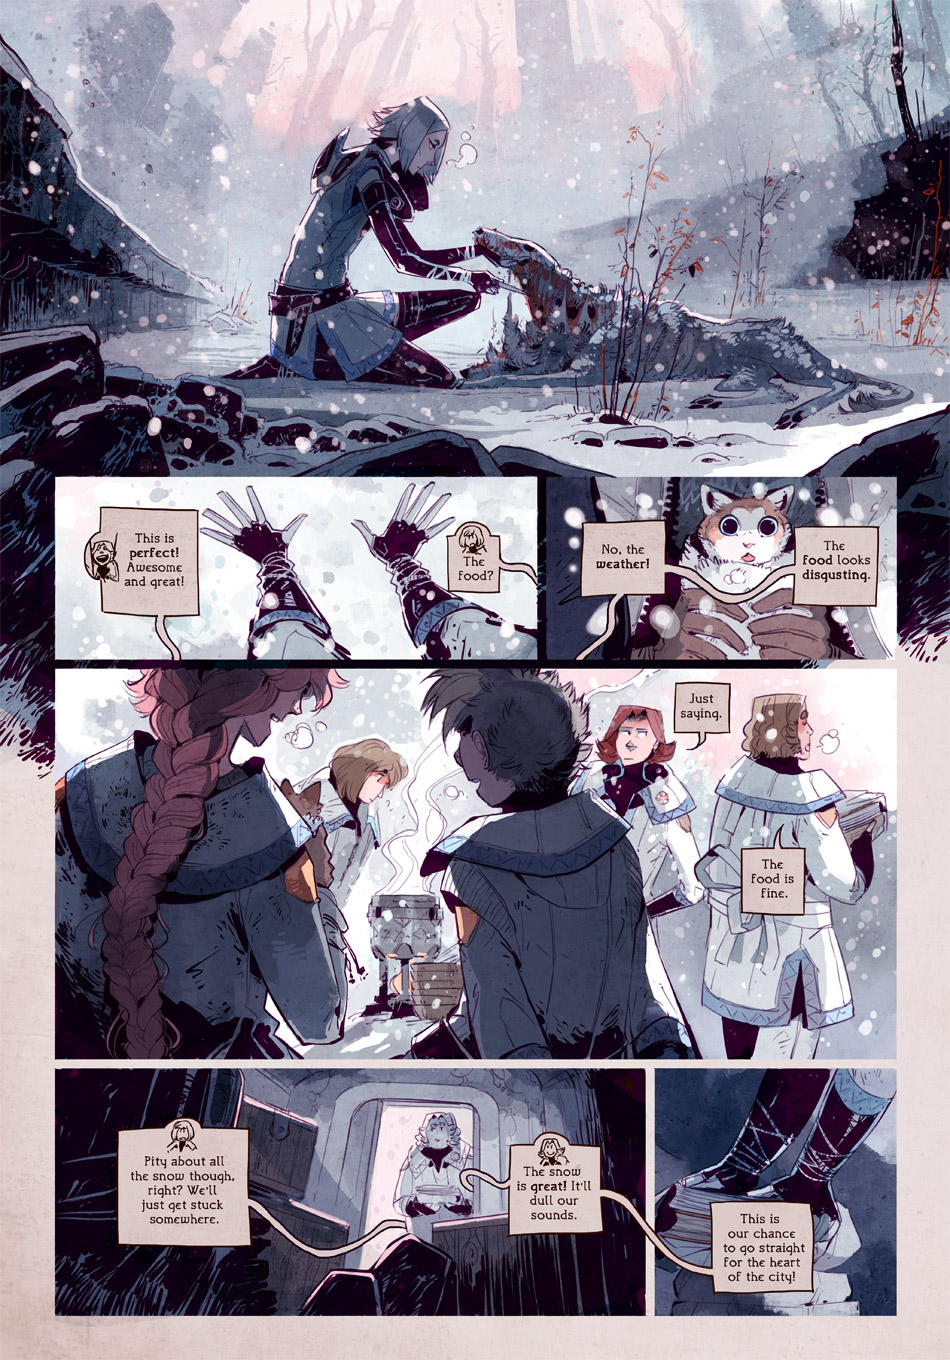 This is
perfect!
Awesome
and great!
The
food?
No, the
weather!
The
food looks
disgusting.
Just
saying.
The
food is
fine.
Pity about all
the snow though,
right? We'll
just get stuck
somewhere.
The snow
is great! It'll
dull our
sounds.
This is
our chance
to go straight
for the heart
of the city!